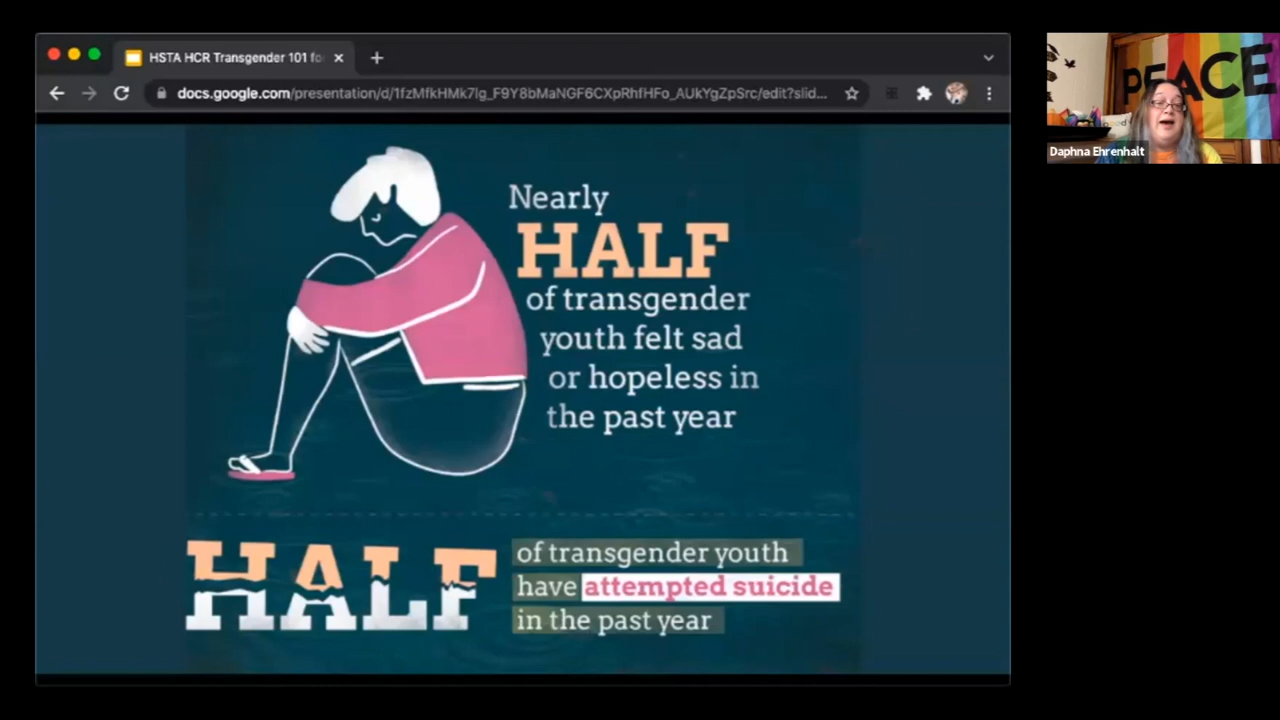 HSTA HCR Transgender 101 fo
docs.google.com/presentation/d/1fzMfkHMk7lg_F9Y8bMaNGF6CXpRhfHFo_AUkYgZpSrc/edit?slid...
PEACE
Daphna Ehrenhalt
Nearly
HALF
of transgender
youth felt sad
or hopeless in
the past year
HALF
of transgender youth
have attempted suicide
in the past year